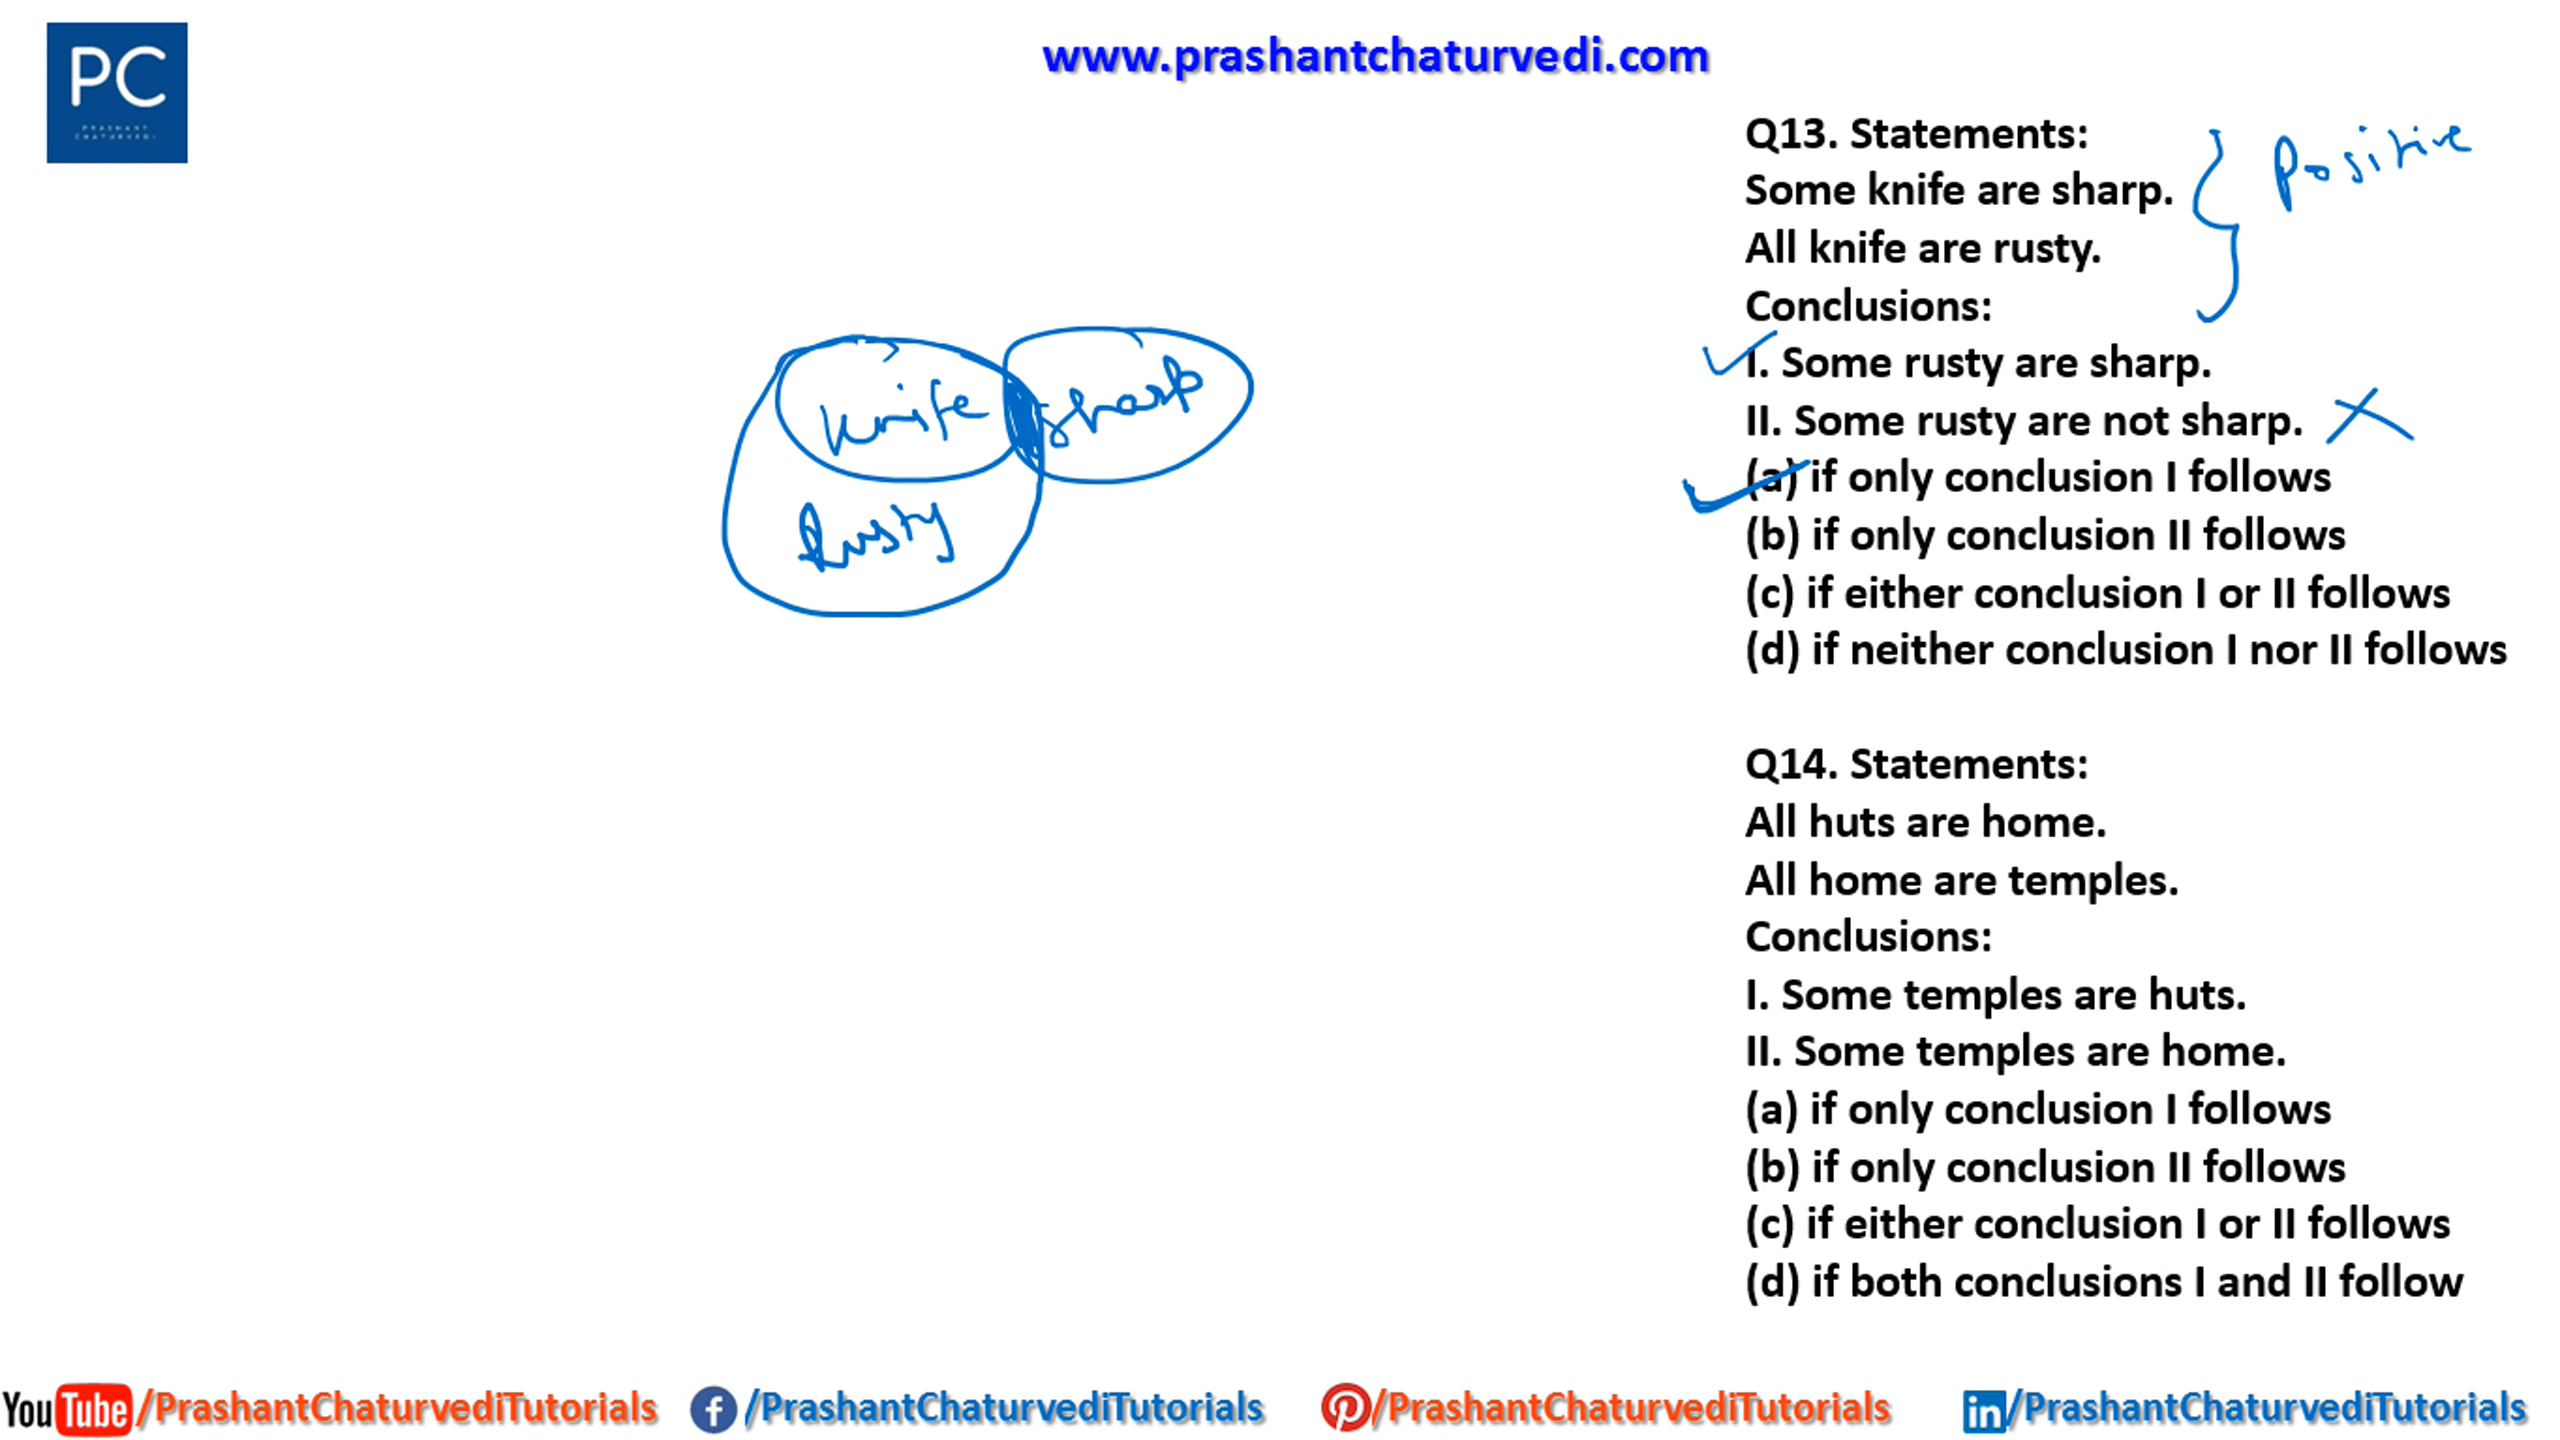 PC
PRASHANT
CHATURVEDI
www.prashantchaturvedi.com
Q13. Statements:
Some knife are sharp.
All knife are rusty.
Conclusions:
I. Some rusty are sharp.
II. Some rusty are not sharp.
(a) if only conclusion I follows
(b) if only conclusion II follows
(c) if either conclusion I or II follows
(d) if neither conclusion I nor II follows
Positive
Knife
Sharp
Rusty
Q14. Statements:
All huts are home.
All home are temples.
Conclusions:
I. Some temples are huts.
II. Some temples are home.
(a) if only conclusion I follows
(b) if only conclusion II follows
(c) if either conclusion I or II follows
(d) if both conclusions I and II follow
YouTube/PrashantChaturvediTutorials
f/PrashantChaturvediTutorials
/PrashantChaturvediTutorials
in/PrashantChaturvediTutorials